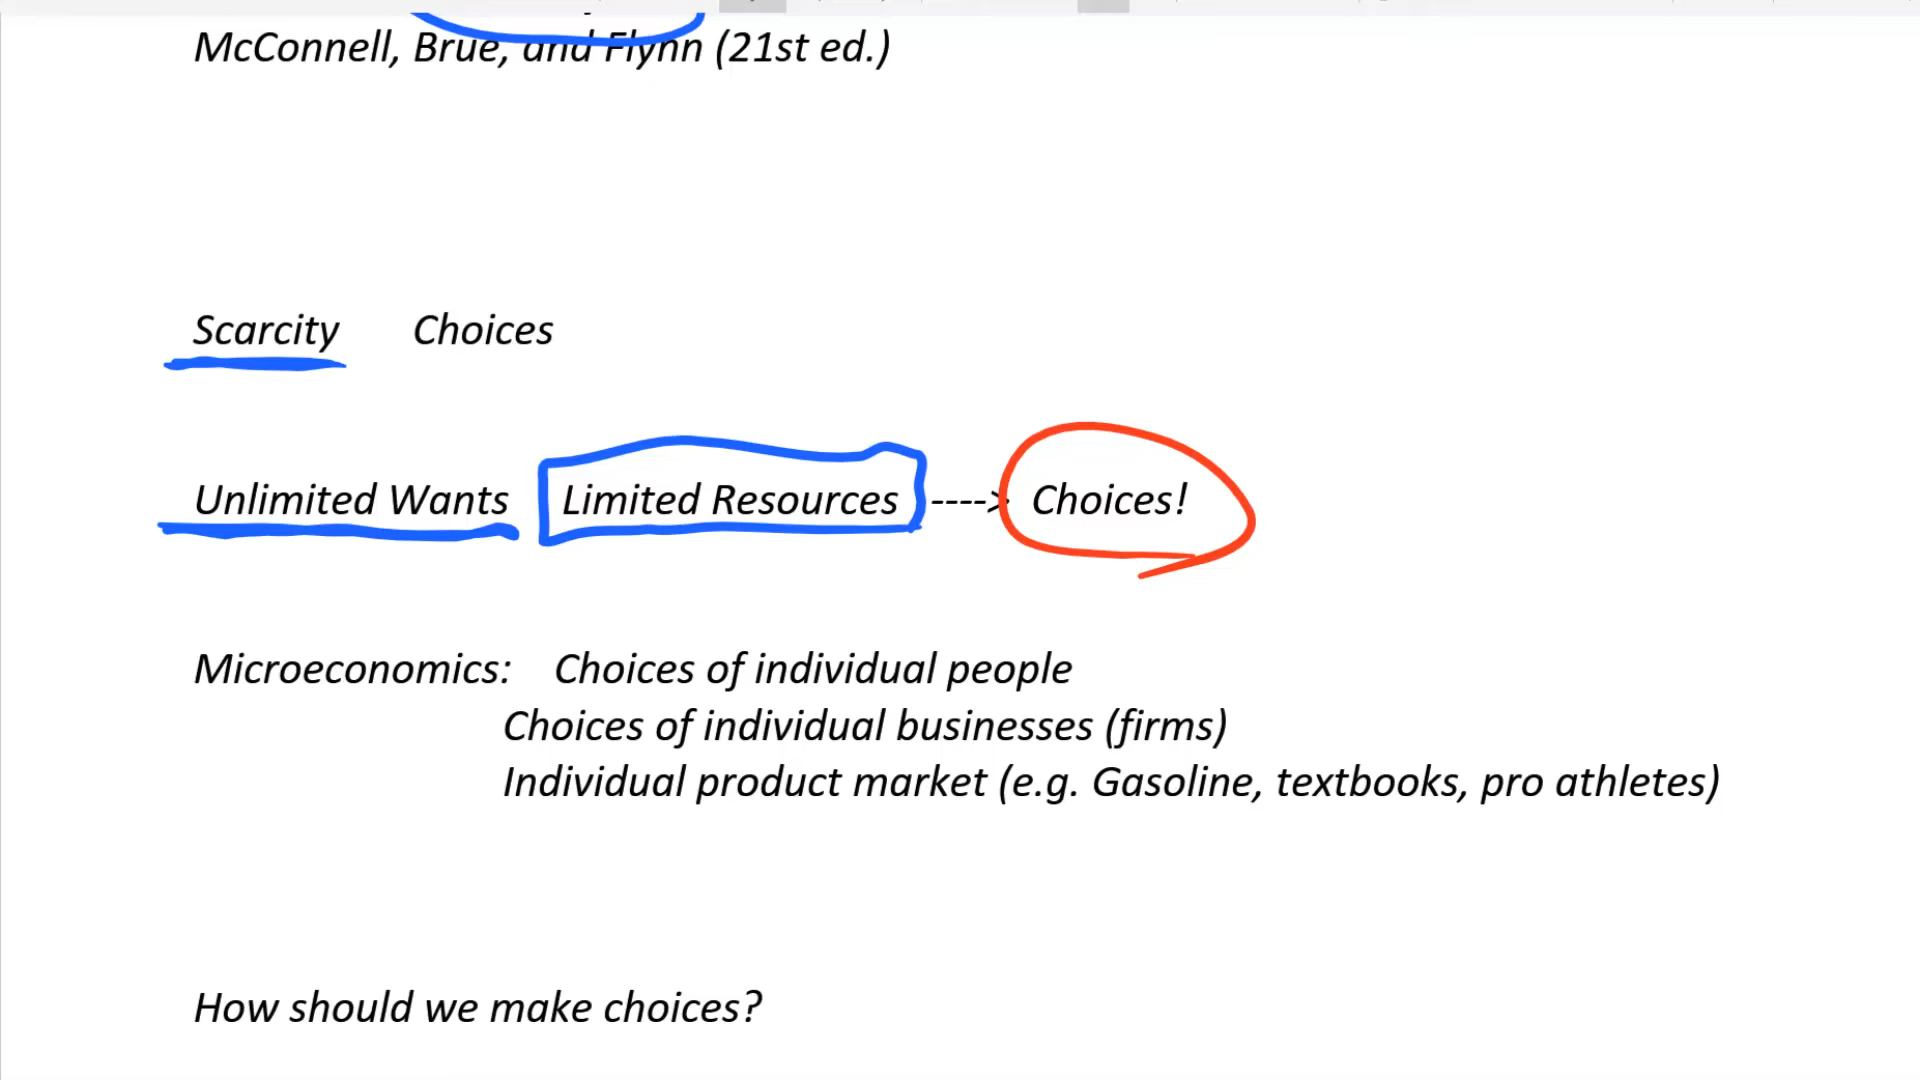 McConnell, Brue, and Flynn (21st ed.)
Scarcity Choices
Unlimited Wants Limited Resources ----> Choices!
Microeconomics: Choices of individual people
Choices of individual businesses (firms)
Individual product market (e.g. Gasoline, textbooks, pro athletes)
How should we make choices?